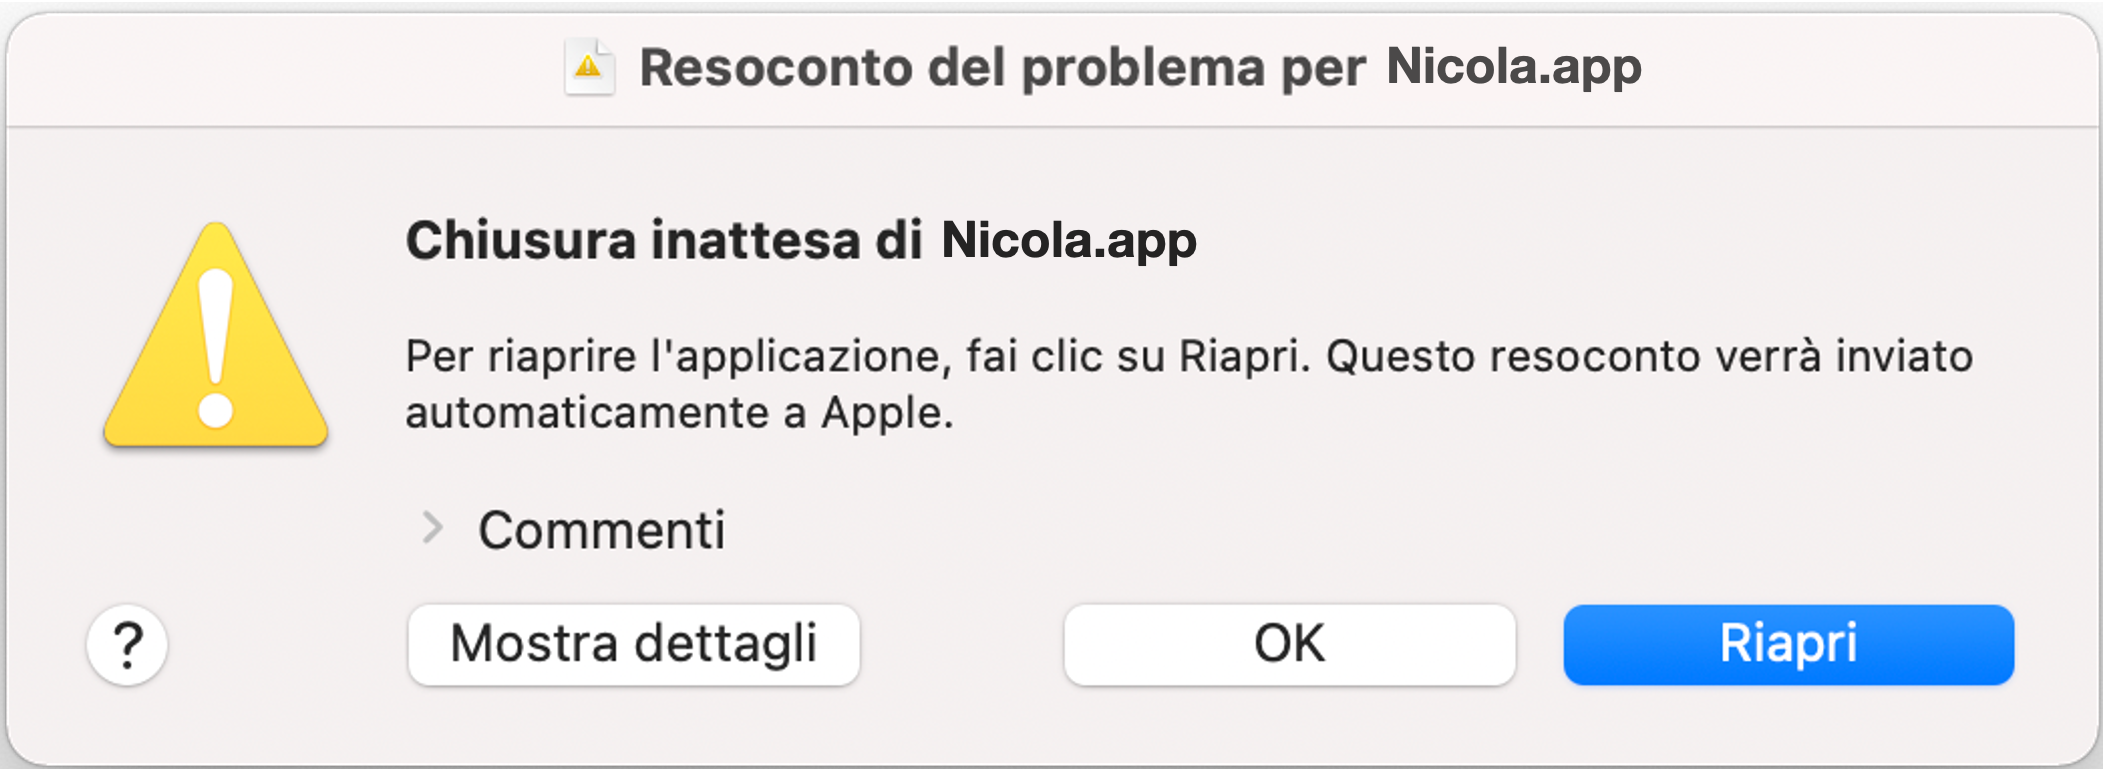 Resoconto del problema per Nicola.app
Chiusura inattesa di Nicola.app
Per riaprire l'applicazione, fai clic su Riapri. Questo resoconto verrà inviato
automaticamente a Apple.
Commenti
? Mostra dettagli OK Riapri